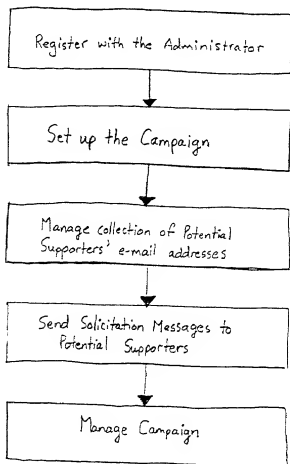 Register with the Administrator
Set up the Campaign
Manage collection of Potential
Supporters' e-mail addresses
Send Solicitation Messages to
Potential Supporters
Manage Campaign